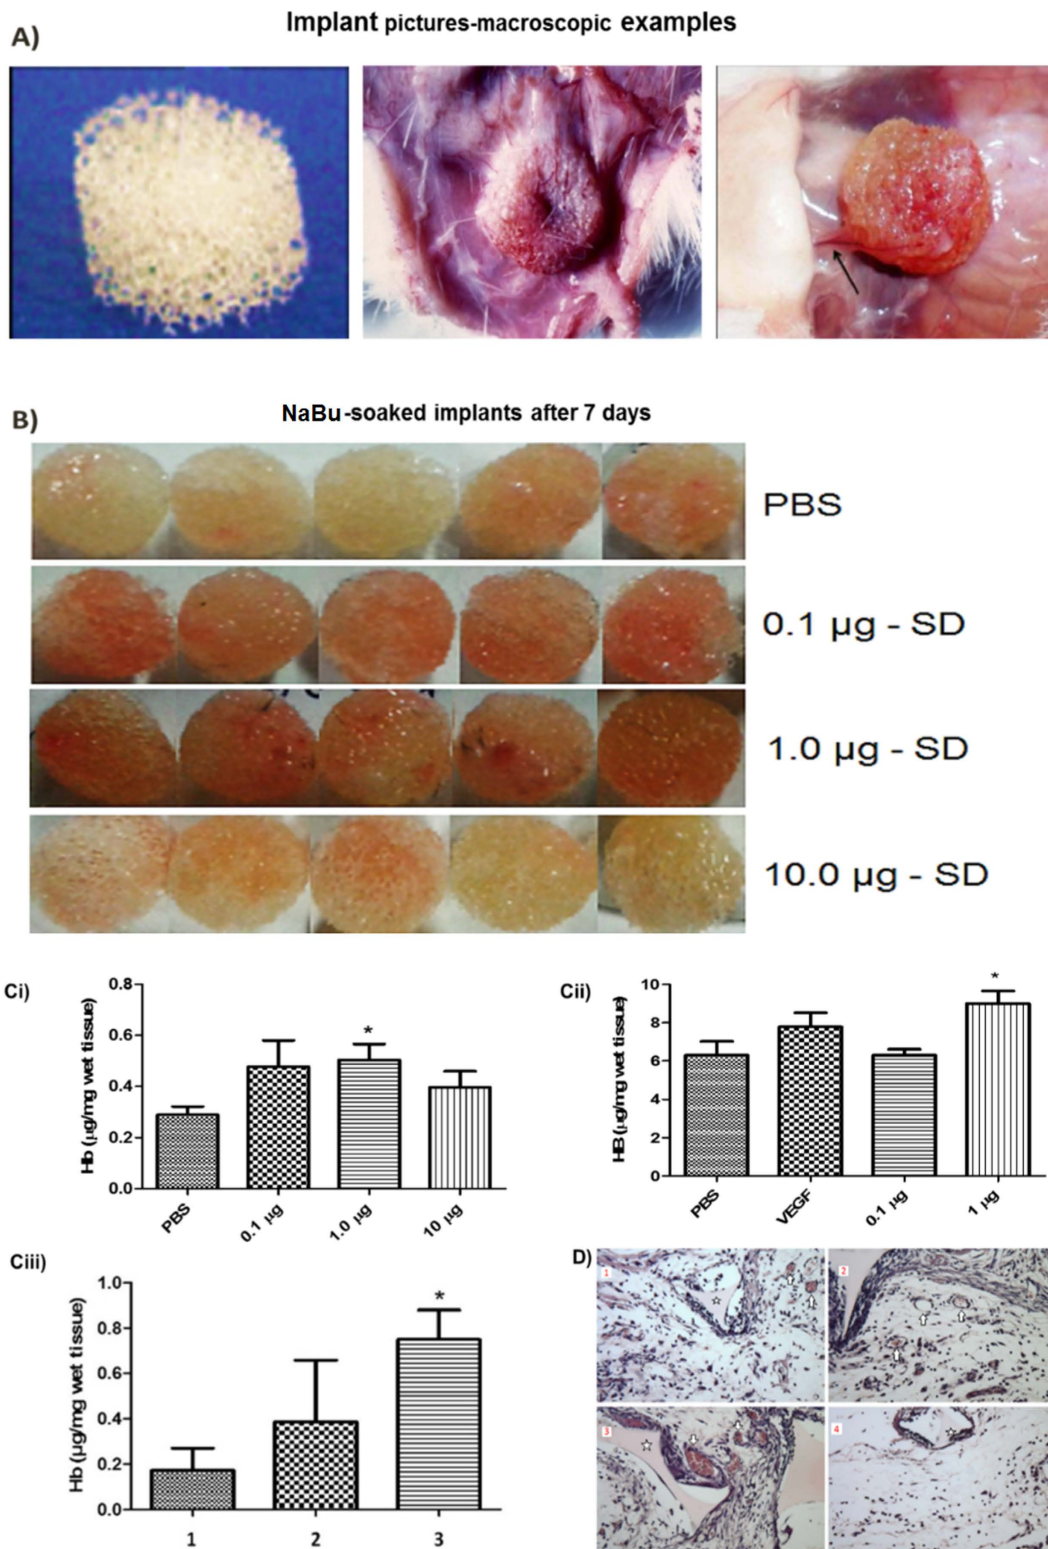 Implant pictures-macroscopic examples
A)
NaBu-soaked implants after 7 days
B)
PBS
0.1 µg - SD
1.0 µg - SD
10.0 µg - SD
Ci)
Hb (µg/mg wet tissue)
0.8
0.6
0.4
0.2
0.0
*
PBS
0.1 µg
1.0 µg
10 µg
Cii)
HB (µg/mg wet tissue)
10
8
6
4
2
0
*
PBS
VEGF
0.1 µg
1 µg
Ciii)
Hb (µg/mg wet tissue)
1.0
0.8
0.6
0.4
0.2
0.0
*
1
2
3
D)
1
2
3
4